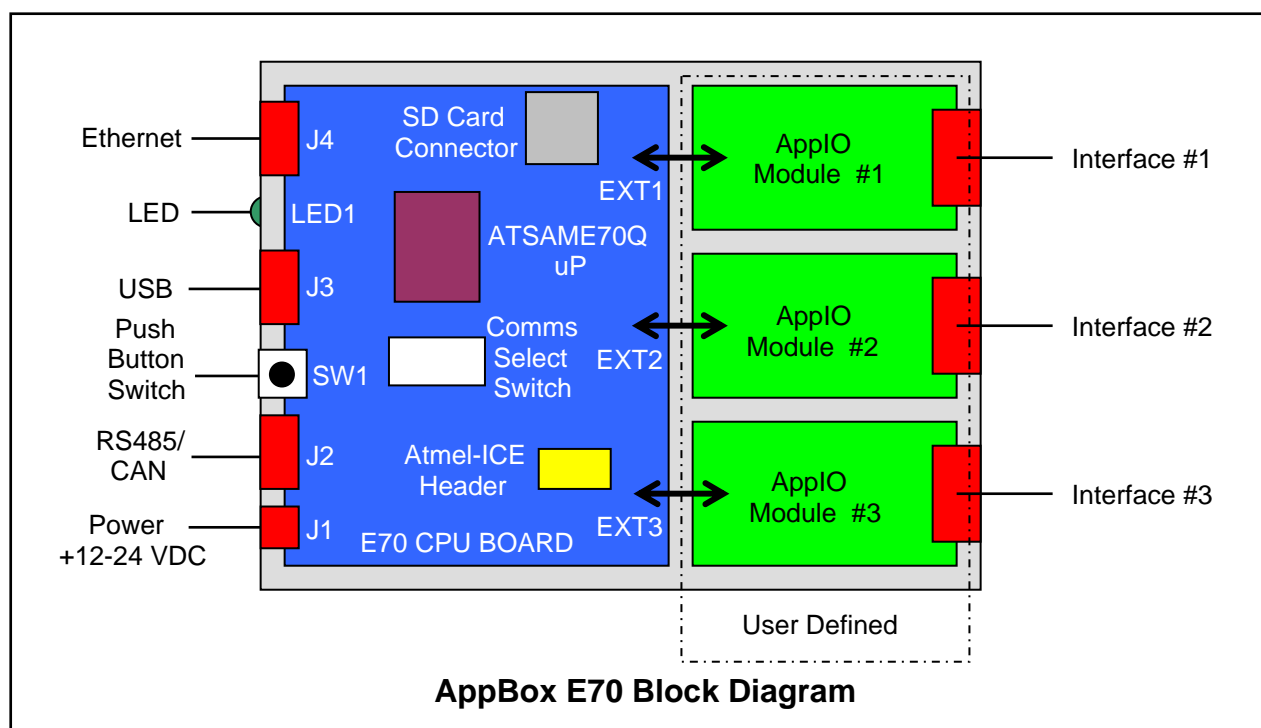 Ethernet
LED
USB
Push
Button
Switch
RS485/
CAN
Power
+12-24 VDC
J4
LED1
J3
SW1
J2
J1
SD Card
Connector
ATSAME70Q
uP
Comms
Select
Switch
Atmel-ICE
Header
E70 CPU BOARD
EXT1
EXT2
EXT3
AppIO
Module  #1
AppIO
Module  #2
AppIO
Module  #3
Interface #1
Interface #2
Interface #3
User Defined
AppBox E70 Block Diagram